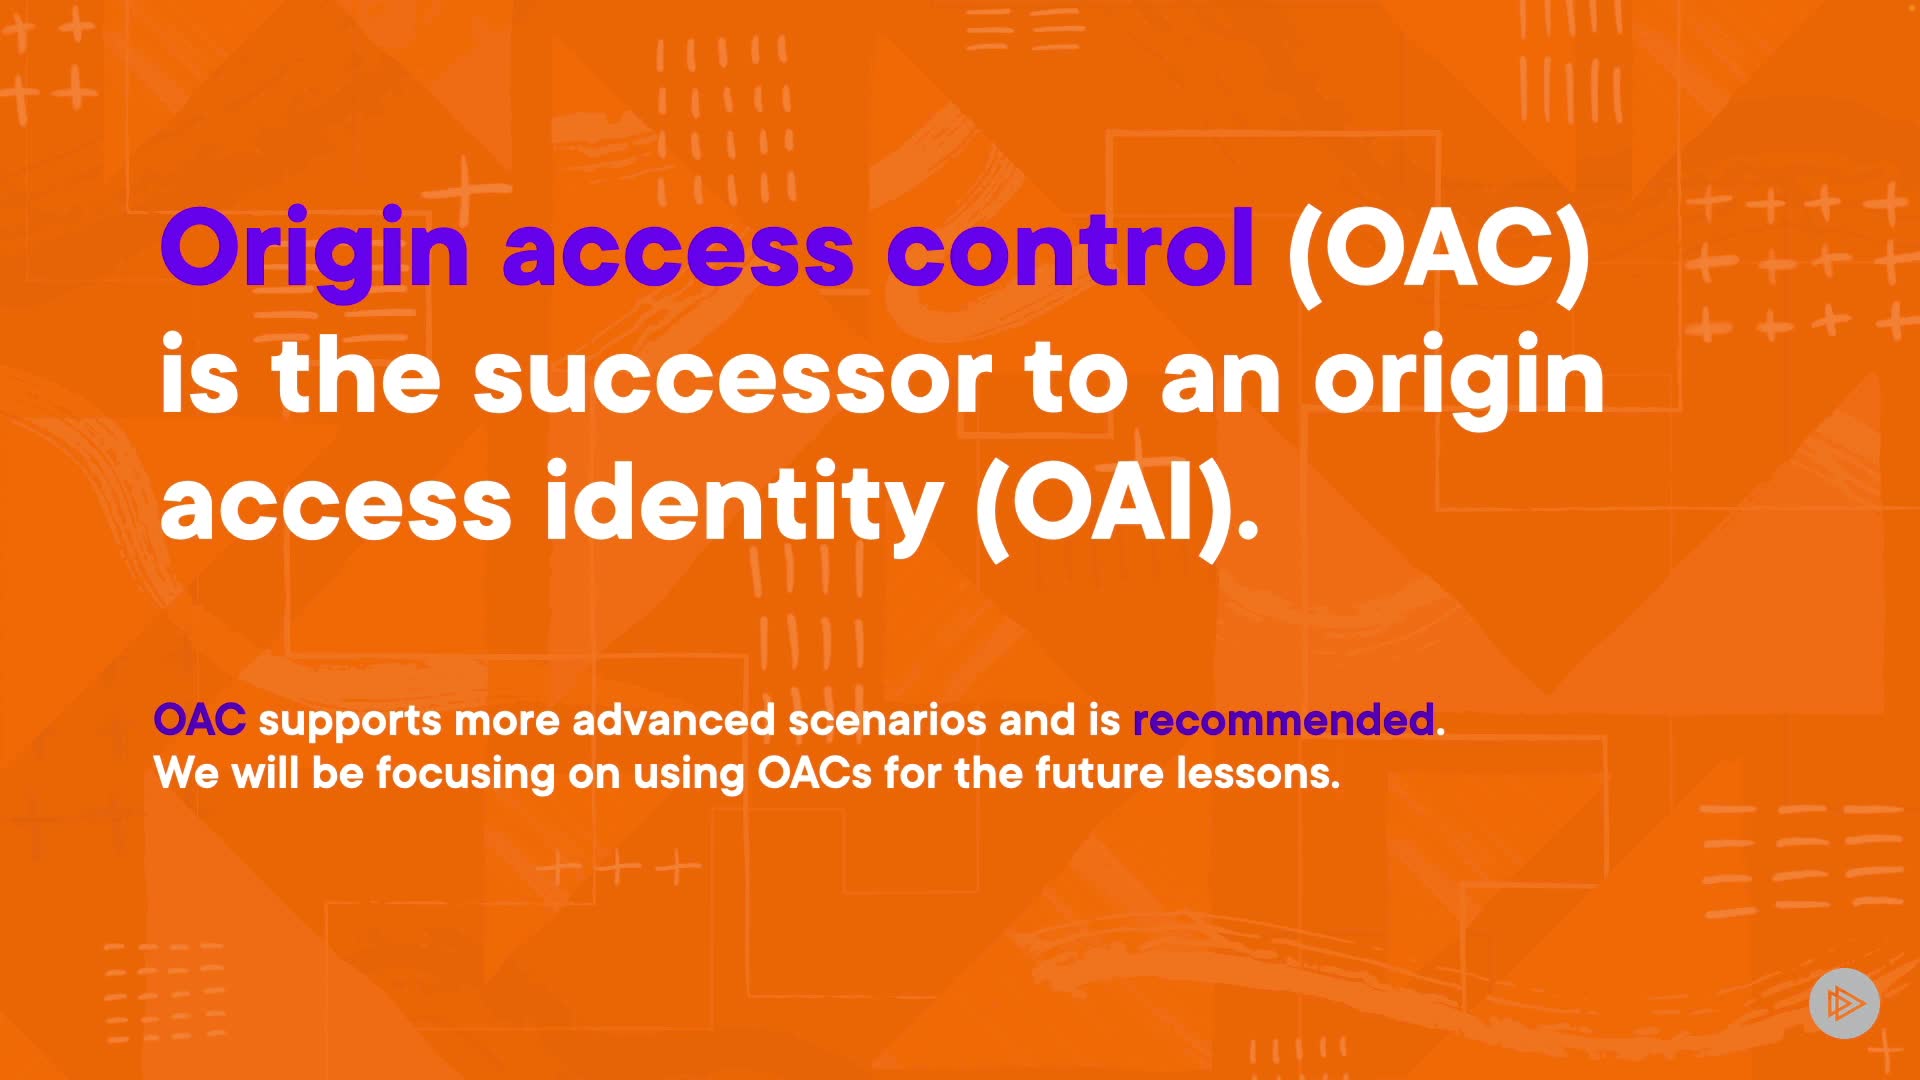 Origin access control (OAC)
is the successor to an origin
access identity (OAI).
OAC supports more advanced scenarios and is recommended.
We will be focusing on using OACs for the future lessons.